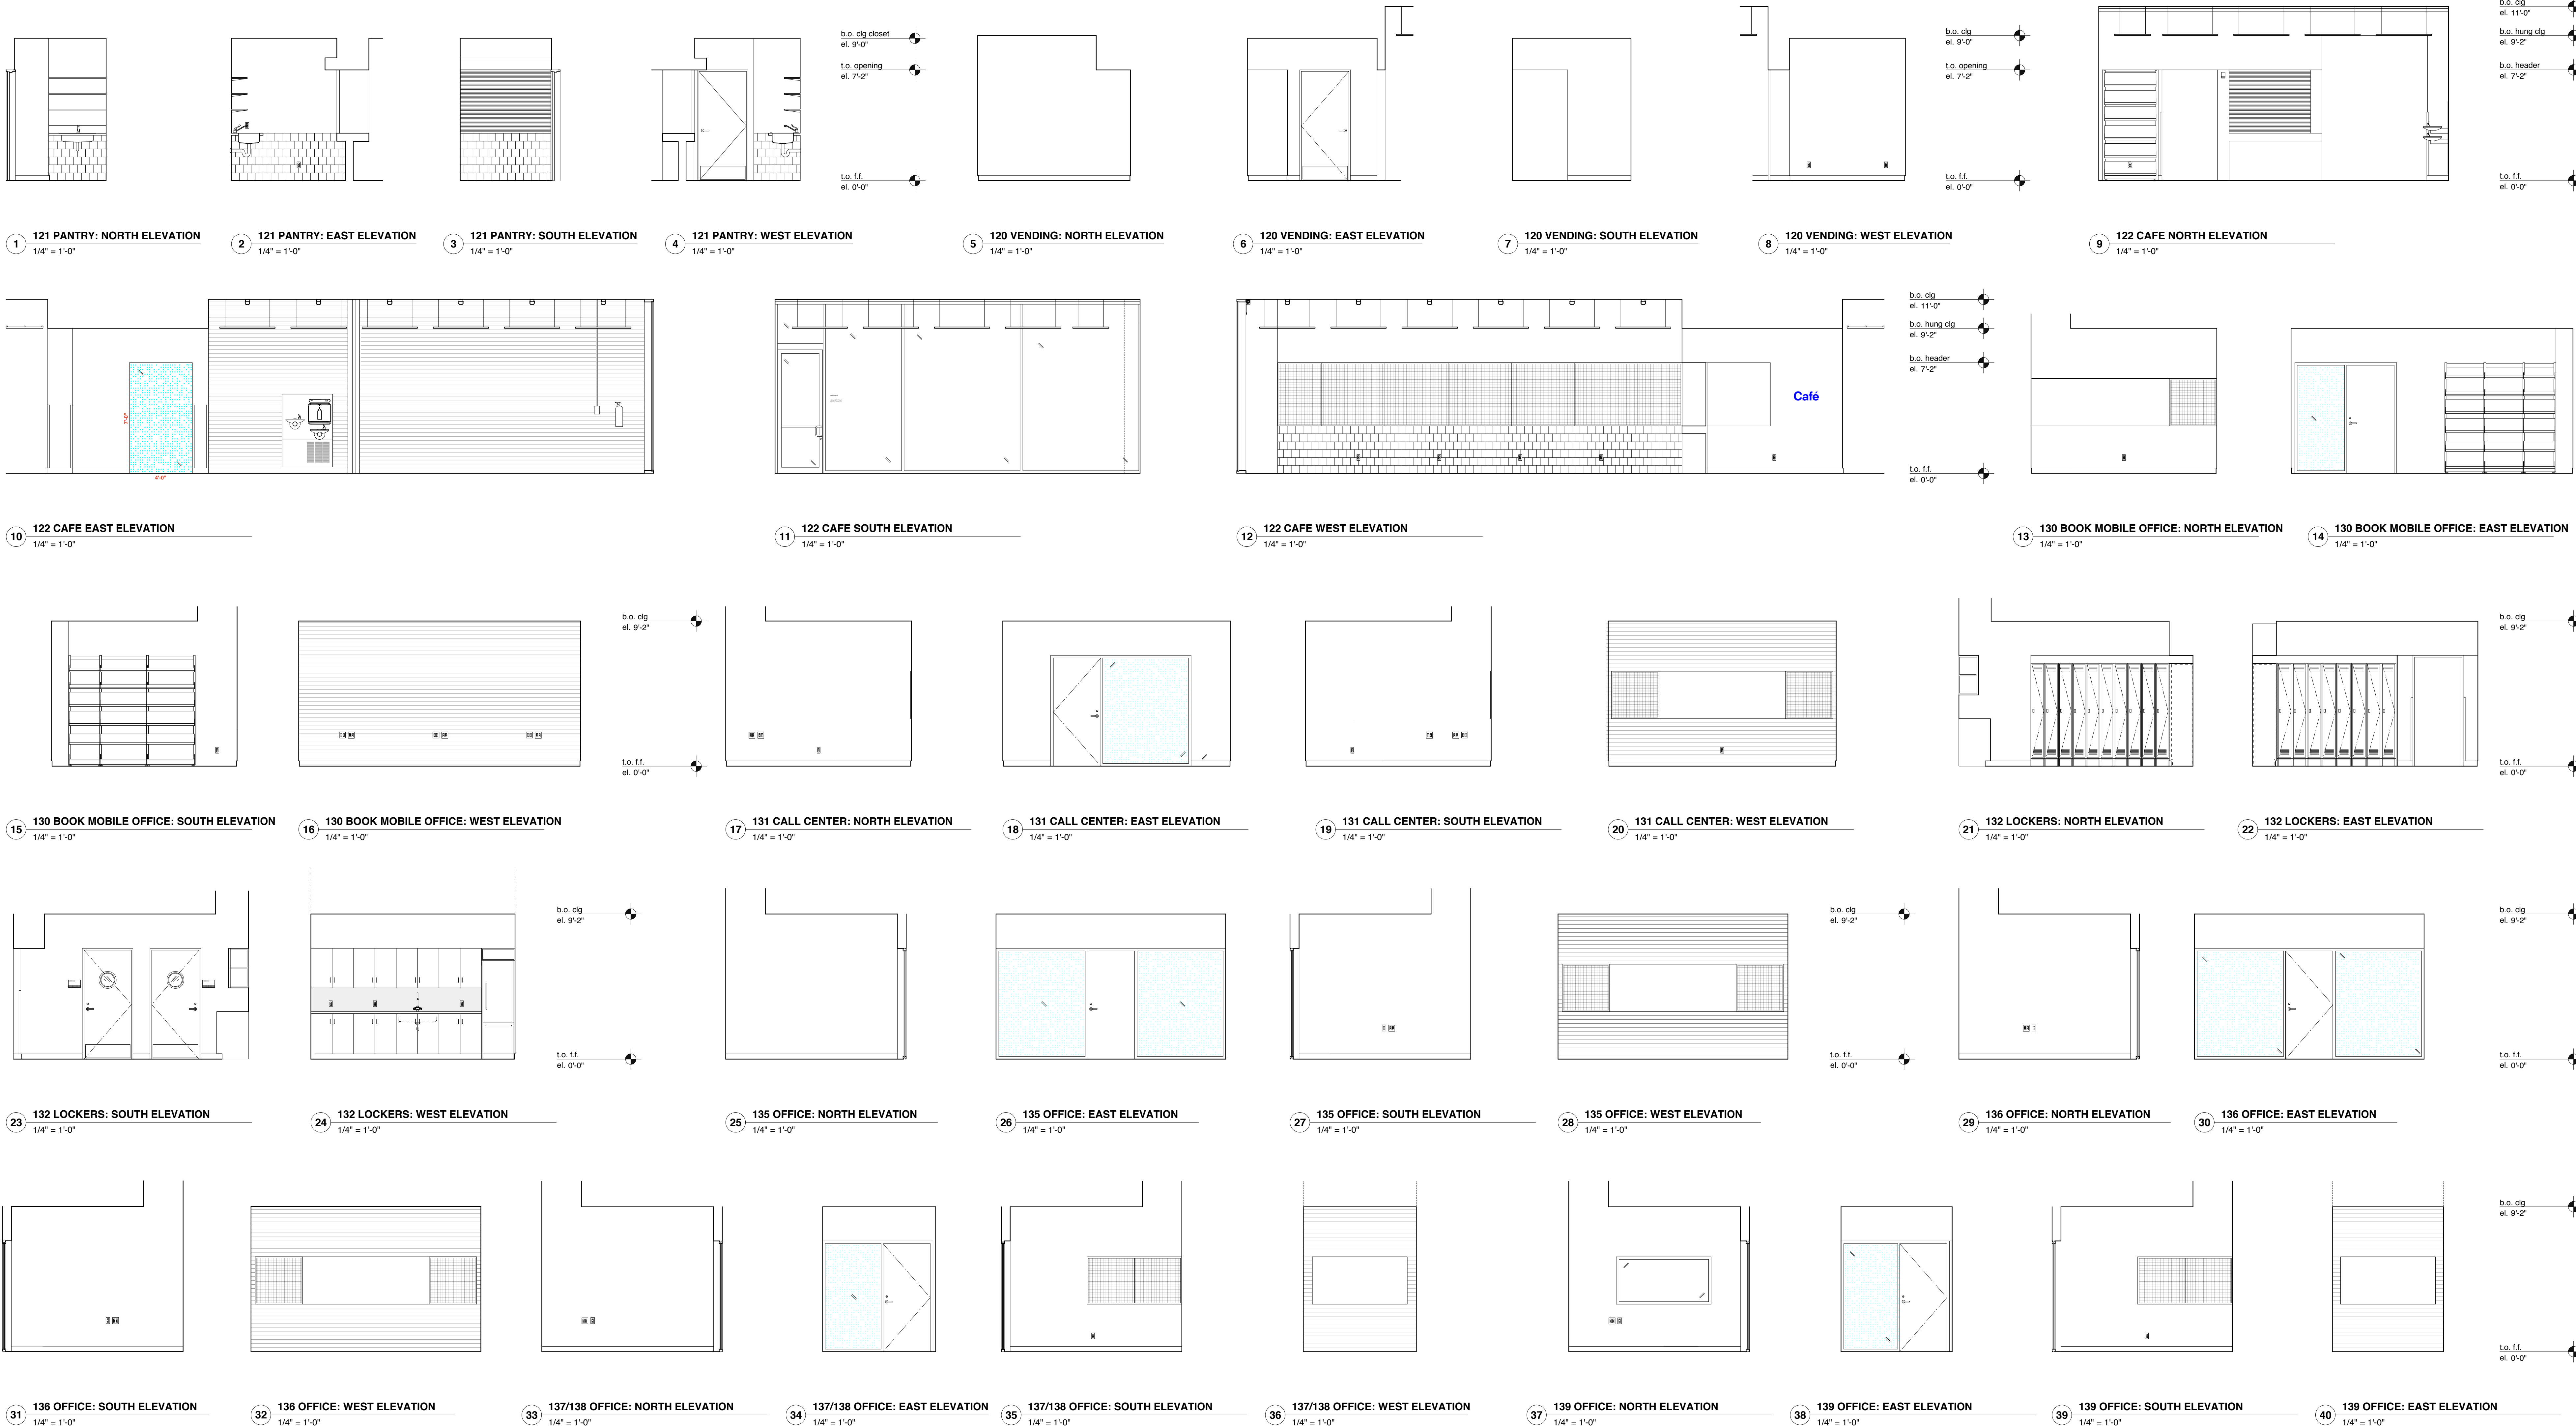 b.o. clg closet
el. 9'-0"
t.o. opening
el. 7'-2"
t.o. f.f.
el. 0'-0"
b.o. clg
el. 9'-0"
t.o. opening
el. 7'-2"
t.o. f.f.
el. 0'-0"
b.o. clg
el. 11'-0"
b.o. hung clg
el. 9'-2"
b.o. header
el. 7'-2"
t.o. f.f.
el. 0'-0"
1 121 PANTRY: NORTH ELEVATION
1/4" = 1'-0"
2 121 PANTRY: EAST ELEVATION
1/4" = 1'-0"
3 121 PANTRY: SOUTH ELEVATION
1/4" = 1'-0"
4 121 PANTRY: WEST ELEVATION
1/4" = 1'-0"
5 120 VENDING: NORTH ELEVATION
1/4" = 1'-0"
6 120 VENDING: EAST ELEVATION
1/4" = 1'-0"
7 120 VENDING: SOUTH ELEVATION
1/4" = 1'-0"
8 120 VENDING: WEST ELEVATION
1/4" = 1'-0"
9 122 CAFE NORTH ELEVATION
1/4" = 1'-0"
4'-0"
Café
b.o. clg
el. 11'-0"
b.o. hung clg
el. 9'-2"
b.o. header
el. 7'-2"
t.o. f.f.
el. 0'-0"
10 122 CAFE EAST ELEVATION
1/4" = 1'-0"
11 122 CAFE SOUTH ELEVATION
1/4" = 1'-0"
12 122 CAFE WEST ELEVATION
1/4" = 1'-0"
13 130 BOOK MOBILE OFFICE: NORTH ELEVATION
1/4" = 1'-0"
14 130 BOOK MOBILE OFFICE: EAST ELEVATION
1/4" = 1'-0"
b.o. clg
el. 9'-2"
t.o. f.f.
el. 0'-0"
b.o. clg
el. 9'-2"
t.o. f.f.
el. 0'-0"
15 130 BOOK MOBILE OFFICE: SOUTH ELEVATION
1/4" = 1'-0"
16 130 BOOK MOBILE OFFICE: WEST ELEVATION
1/4" = 1'-0"
17 131 CALL CENTER: NORTH ELEVATION
1/4" = 1'-0"
18 131 CALL CENTER: EAST ELEVATION
1/4" = 1'-0"
19 131 CALL CENTER: SOUTH ELEVATION
1/4" = 1'-0"
20 131 CALL CENTER: WEST ELEVATION
1/4" = 1'-0"
21 132 LOCKERS: NORTH ELEVATION
1/4" = 1'-0"
22 132 LOCKERS: EAST ELEVATION
1/4" = 1'-0"
b.o. clg
el. 9'-2"
t.o. f.f.
el. 0'-0"
b.o. clg
el. 9'-2"
t.o. f.f.
el. 0'-0"
b.o. clg
el. 9'-2"
t.o. f.f.
el. 0'-0"
23 132 LOCKERS: SOUTH ELEVATION
1/4" = 1'-0"
24 132 LOCKERS: WEST ELEVATION
1/4" = 1'-0"
25 135 OFFICE: NORTH ELEVATION
1/4" = 1'-0"
26 135 OFFICE: EAST ELEVATION
1/4" = 1'-0"
27 135 OFFICE: SOUTH ELEVATION
1/4" = 1'-0"
28 135 OFFICE: WEST ELEVATION
1/4" = 1'-0"
29 136 OFFICE: NORTH ELEVATION
1/4" = 1'-0"
30 136 OFFICE: EAST ELEVATION
1/4" = 1'-0"
b.o. clg
el. 9'-2"
t.o. f.f.
el. 0'-0"
31 136 OFFICE: SOUTH ELEVATION
1/4" = 1'-0"
32 136 OFFICE: WEST ELEVATION
1/4" = 1'-0"
33 137/138 OFFICE: NORTH ELEVATION
1/4" = 1'-0"
34 137/138 OFFICE: EAST ELEVATION
1/4" = 1'-0"
35 137/138 OFFICE: SOUTH ELEVATION
1/4" = 1'-0"
36 137/138 OFFICE: WEST ELEVATION
1/4" = 1'-0"
37 139 OFFICE: NORTH ELEVATION
1/4" = 1'-0"
38 139 OFFICE: EAST ELEVATION
1/4" = 1'-0"
39 139 OFFICE: SOUTH ELEVATION
1/4" = 1'-0"
40 139 OFFICE: EAST ELEVATION
1/4" = 1'-0"